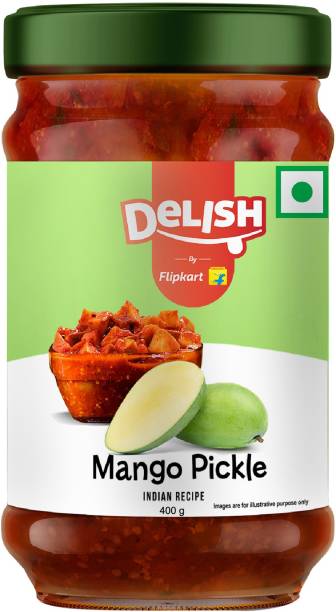 DELISH
By
Flipkart
Mango Pickle
INDIAN RECIPE
400 g
Images are for illustrative purpose only